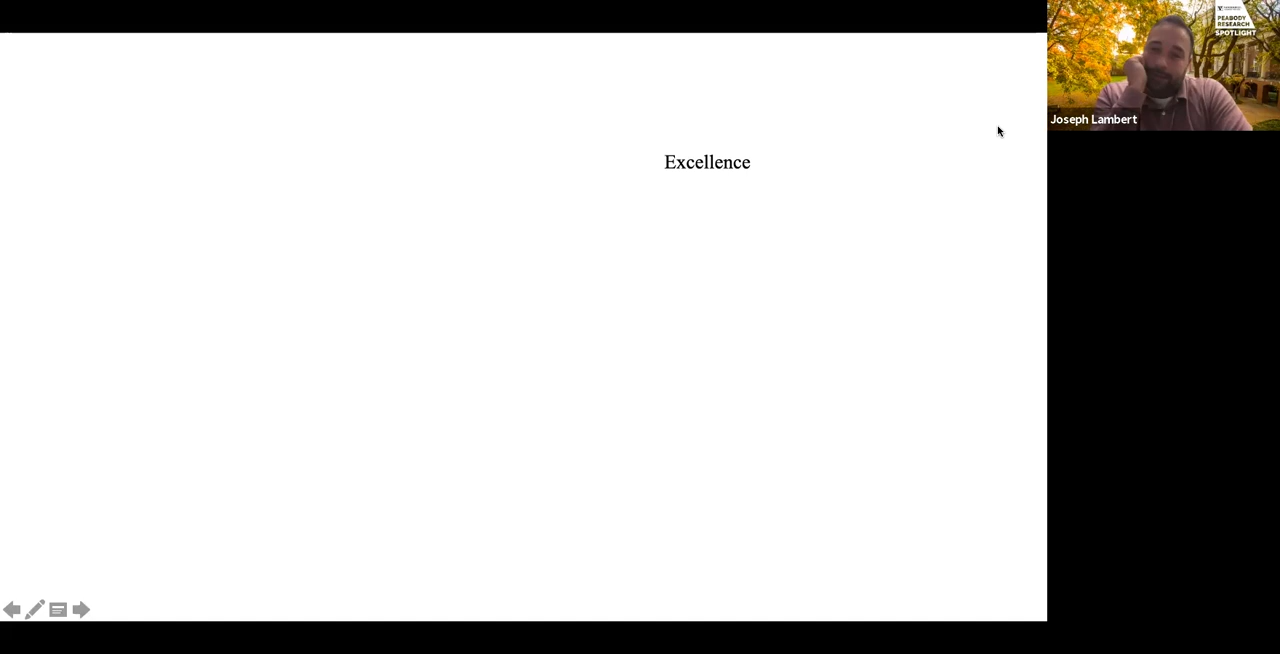 PEABODY
RESEARCH
SPOTLIGHT
Joseph Lambert
Excellence